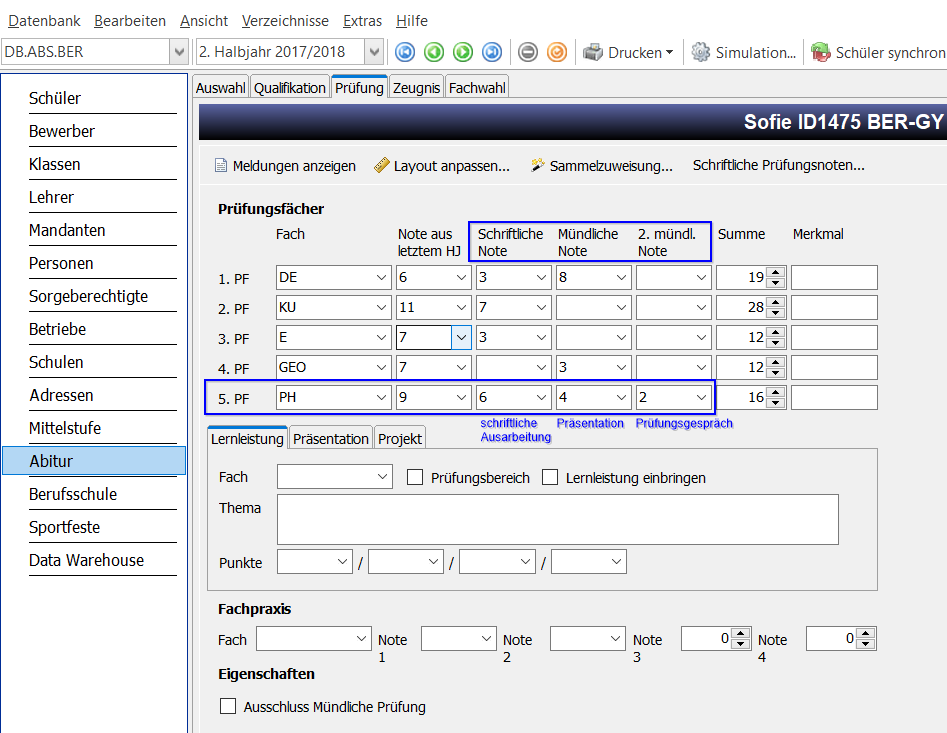 Datenbank Bearbeiten Ansicht Verzeichnisse Extras Hilfe
DB.ABS.BER 2. Halbjahr 2017/2018 Drucken Simulation... Schüler synchron
Schüler
Bewerber
Klassen
Lehrer
Mandanten
Personen
Sorgeberechtigte
Betriebe
Schulen
Adressen
Mittelstufe
Abitur
Berufsschule
Sportfeste
Data Warehouse
Auswahl Qualifikation Prüfung Zeugnis Fachwahl
Sofie ID1475 BER-GY
Meldungen anzeigen Layout anpassen... Sammelzuweisung... Schriftliche Prüfungsnoten...
Prüfungsfächer
Fach Note aus Schriftliche Mündliche 2. mündl. Summe Merkmal
letztem HJ Note Note Note
1. PF DE 6 3 8 19
2. PF KU 11 7 28
3. PF E 7 3 12
4. PF GEO 7 3 12
5. PF PH 9 6 4 2 16
schriftliche Präsentation Prüfungsgespräch
Ausarbeitung
Lernleistung Präsentation Projekt
Fach Prüfungsbereich Lernleistung einbringen
Thema
Punkte / / /
Fachpraxis
Fach Note Note Note 0 Note 0
1 2 3 4
Eigenschaften
Ausschluss Mündliche Prüfung